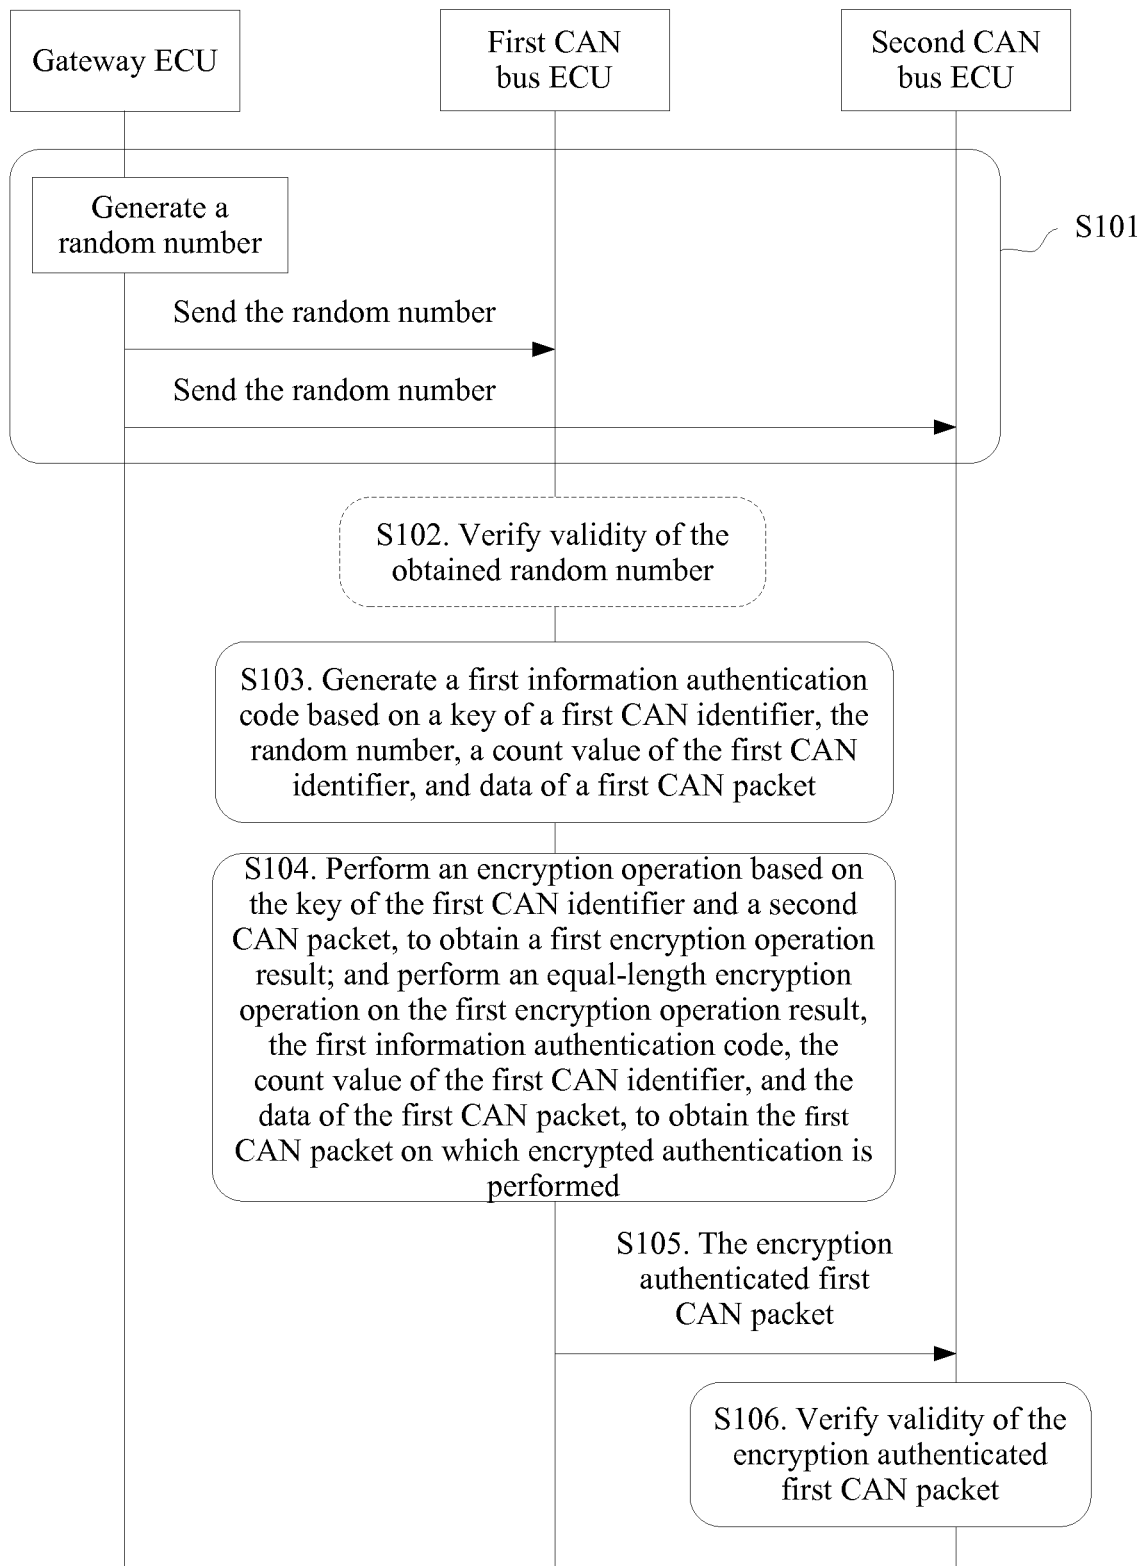 Gateway ECU
First CAN
bus ECU
Second CAN
bus ECU
Generate a
random number
S101
Send the random number
Send the random number
S102. Verify validity of the
obtained random number
S103. Generate a first information authentication
code based on a key of a first CAN identifier, the
random number, a count value of the first CAN
identifier, and data of a first CAN packet
S104. Perform an encryption operation based on
the key of the first CAN identifier and a second
CAN packet, to obtain a first encryption operation
result; and perform an equal-length encryption
operation on the first encryption operation result,
the first information authentication code, the
count value of the first CAN identifier, and the
data of the first CAN packet, to obtain the first
CAN packet on which encrypted authentication is
performed
S105. The encryption
authenticated first
CAN packet
S106. Verify validity of the
encryption authenticated
first CAN packet